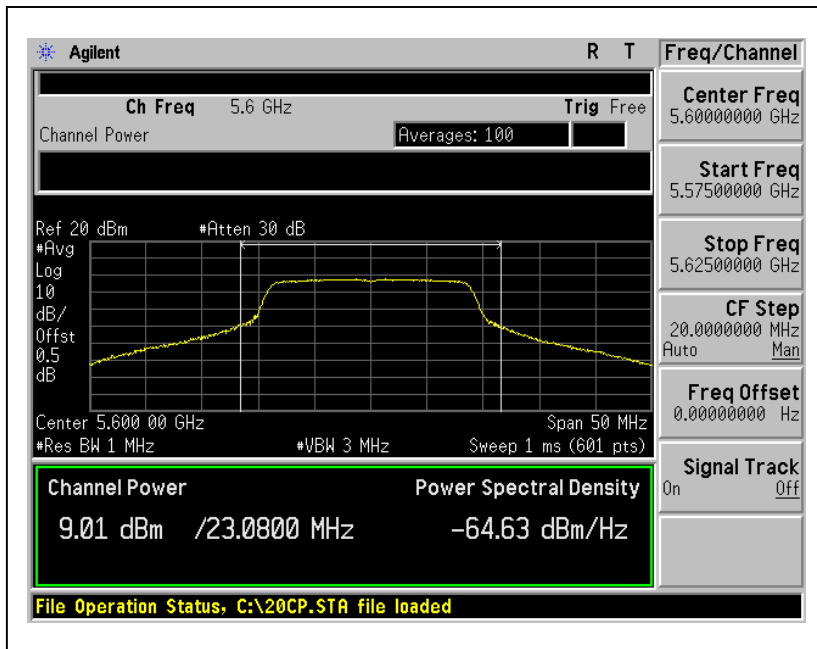 Agilent R T Freq/Channel
Ch Freq 5.6 GHz Trig Free
Channel Power Averages: 100
Center Freq
5.60000000 GHz
Start Freq
5.57500000 GHz
Stop Freq
5.62500000 GHz
CF Step
20.0000000 MHz
Auto Man
Freq Offset
0.00000000 Hz
Signal Track
On Off
Ref 20 dBm #Atten 30 dB
#Avg
Log
10
dB/
Offst
0.5
dB
Center 5.600 00 GHz Span 50 MHz
#Res BW 1 MHz #VBW 3 MHz Sweep 1 ms (601 pts)
Channel Power Power Spectral Density
9.01 dBm /23.0800 MHz -64.63 dBm/Hz
File Operation Status, C:\20CP.STA file loaded